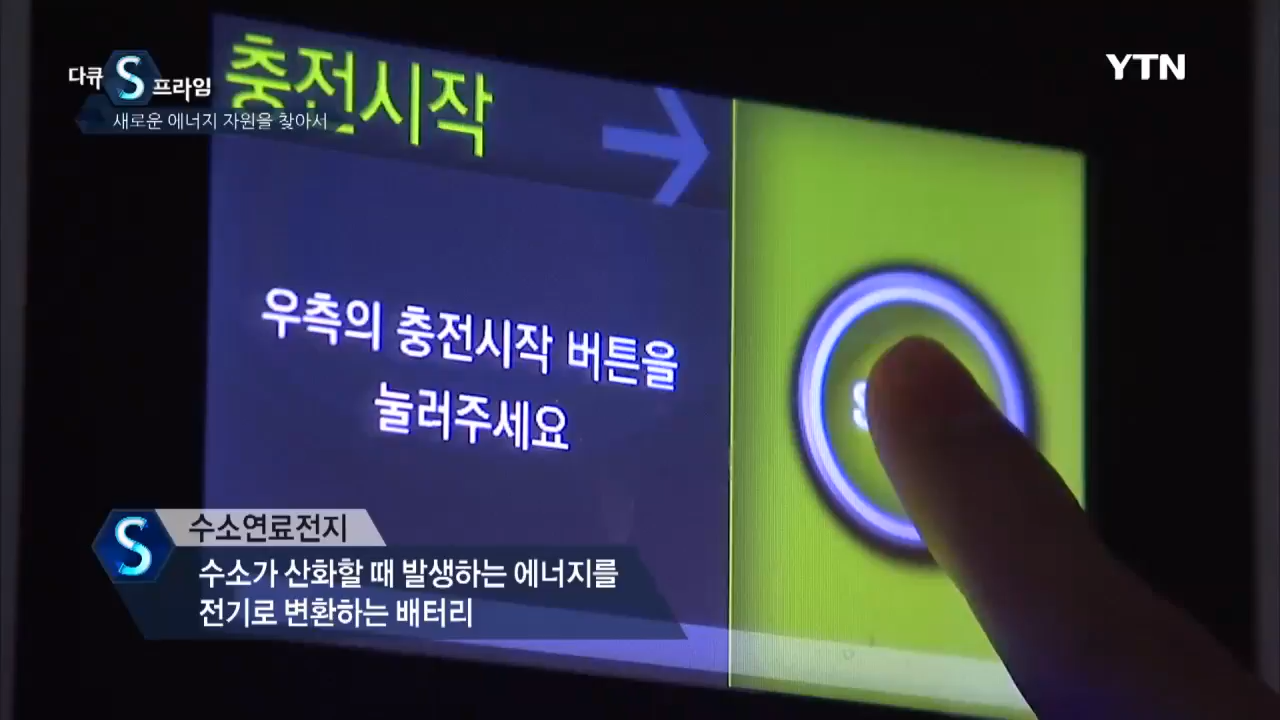 다큐 S 프라임
새로운 에너지 자원을 찾아서
YTN
충전시작
우측의 충전시작 버튼을
눌러주세요
S
수소연료전지
수소가 산화할 때 발생하는 에너지를
전기로 변환하는 배터리